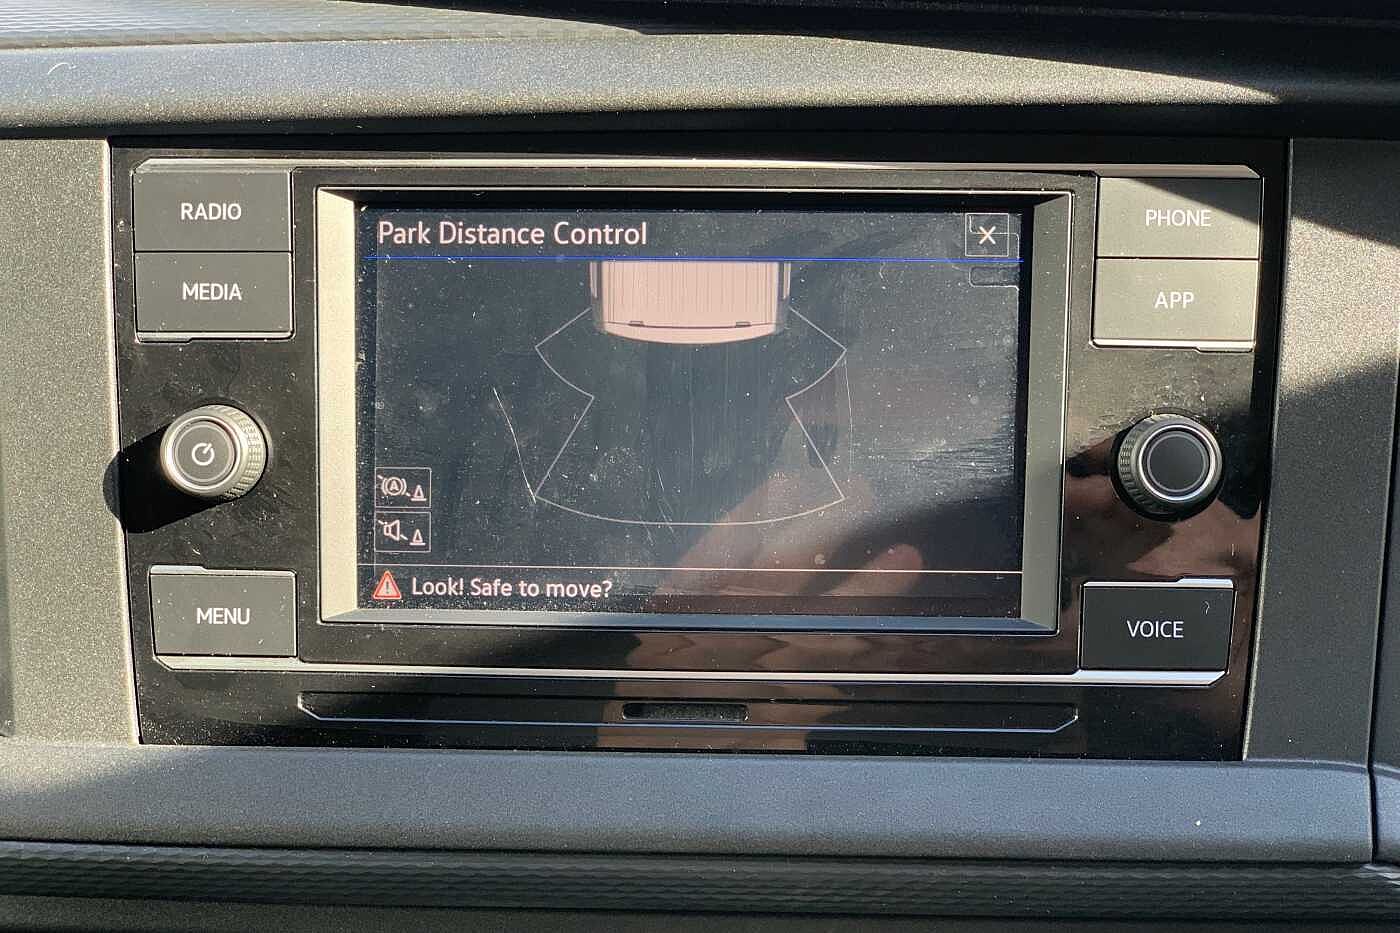 RADIO
MEDIA
MENU
Park Distance Control
A
Look! Safe to move?
PHONE
APP
VOICE